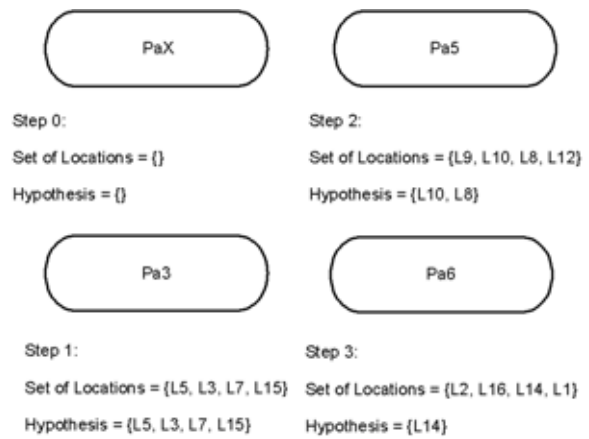 PaX
Step 0:
Set of Locations = {}
Hypothesis = {}
Pa5
Step 2:
Set of Locations = {L9, L10, L8, L12}
Hypothesis = {L10, L8}
Pa3
Step 1:
Set of Locations = {L5, L3, L7, L15}
Hypothesis = {L5, L3, L7, L15}
Pa6
Step 3:
Set of Locations = {L2, L16, L14, L1}
Hypothesis = {L14}